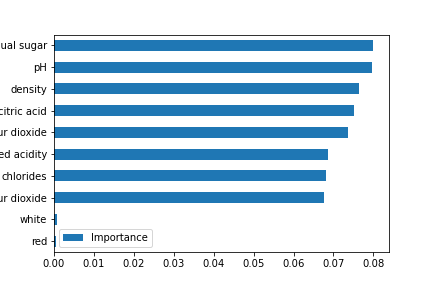 ual sugar
pH
density
citric acid
ur dioxide
ed acidity
chlorides
ur dioxide
white
red
Importance
0.00 0.01 0.02 0.03 0.04 0.05 0.06 0.07 0.08